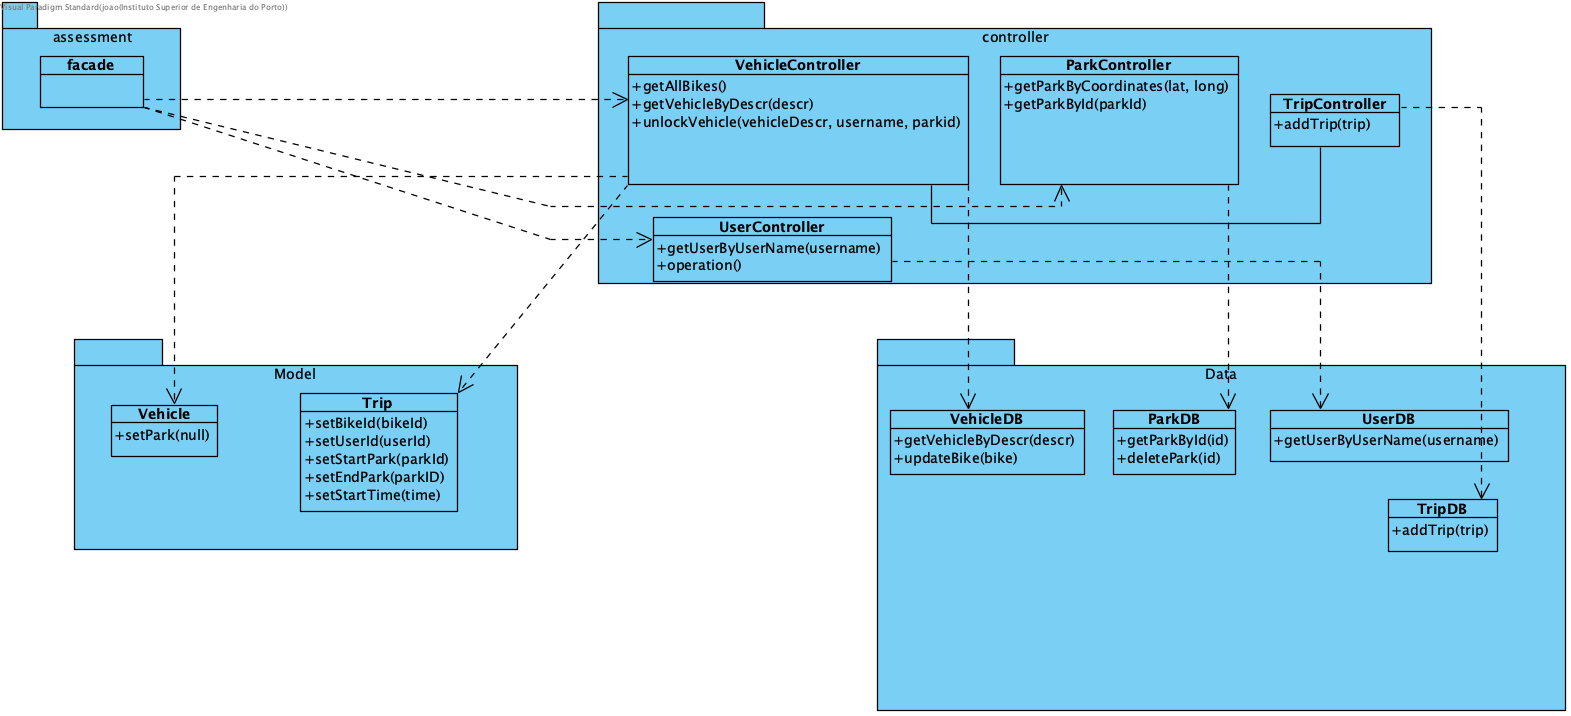 Visual Paradigm Standard(joao(Instituto Superior de Engenharia do Porto))
assessment
facade
controller
VehicleController
+getAllBikes()
+getVehicleByDescr(descr)
+unlockVehicle(vehicleDescr, username, parkid)
ParkController
+getParkByCoordinates(lat, long)
+getParkById(parkId)
TripController
+addTrip(trip)
UserController
+getUserByUserName(username)
+operation()
Model
Vehicle
+setPark(null)
Trip
+setBikeId(bikeId)
+setUserId(userId)
+setStartPark(parkId)
+setEndPark(parkID)
+setStartTime(time)
Data
VehicleDB
+getVehicleByDescr(descr)
+updateBike(bike)
ParkDB
+getParkById(id)
+deletePark(id)
UserDB
+getUserByUserName(username)
TripDB
+addTrip(trip)